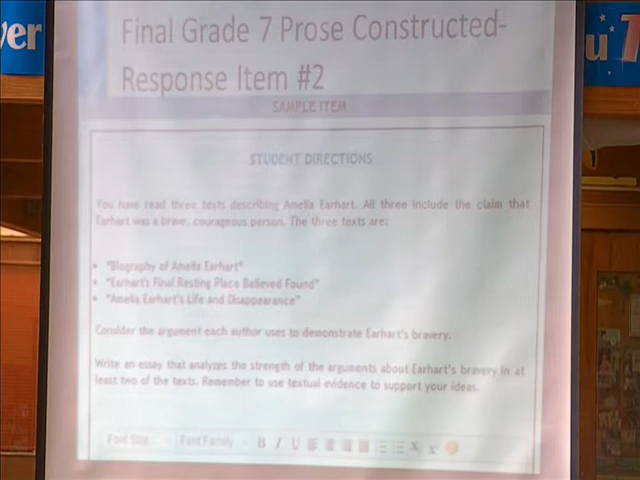 ver
u T
Final Grade 7 Prose Constructed-
Response Item #2
SAMPLE ITEM
STUDENT DIRECTIONS
You have read three texts describing Amelia Earhart. All three include the claim that
Earhart was a brave, courageous person. The three texts are:
• "Biography of Amelia Earhart"
• "Earhart's Final Resting Place Believed Found"
• "Amelia Earhart's Life and Disappearance"
Consider the argument each author uses to demonstrate Earhart's bravery.
Write an essay that analyzes the strength of the arguments about Earhart's bravery in at
least two of the texts. Remember to use textual evidence to support your ideas.
Font Size Font Family B I U